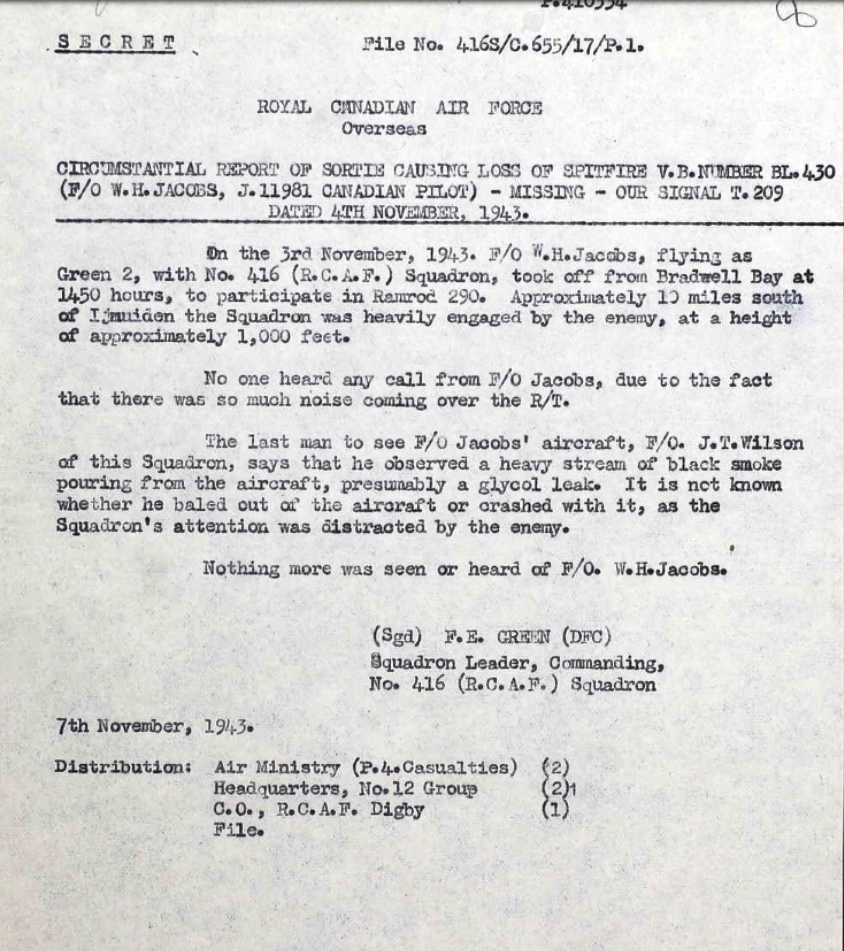 P.410554
8
SECRET
File No. 416S/C.655/17/P.1.
ROYAL CANADIAN AIR FORCE
Overseas
CIRCUMSTANTIAL REPORT OF SORTIE CAUSING LOSS OF SPITFIRE V.B.NUMBER BL.430
(F/O W.H.JACOBS, J.11981 CANADIAN PILOT) - MISSING - OUR SIGNAL T.209
DATED 4TH NOVEMBER, 1943.
On the 3rd November, 1943. F/O W.H.Jacobs, flying as
Green 2, with No. 416 (R.C.A.F.) Squadron, took off from Bradwell Bay at
1450 hours, to participate in Ramrod 290. Approximately 10 miles south
of Ijmuiden the Squadron was heavily engaged by the enemy, at a height
of approximately 1,000 feet.
No one heard any call from F/O Jacobs, due to the fact
that there was so much noise coming over the R/T.
The last man to see F/O Jacobs' aircraft, F/O. J.T.Wilson
of this Squadron, says that he observed a heavy stream of black smoke
pouring from the aircraft, presumably a glycol leak. It is not known
whether he baled out of the aircraft or crashed with it, as the
Squadron's attention was distracted by the enemy.
Nothing more was seen or heard of F/O. W.H.Jacobs.
(Sgd) F.E. GREEN (DFC)
Squadron Leader, Commanding,
No. 416 (R.C.A.F.) Squadron
7th November, 1943.
Distribution: Air Ministry (P.4.Casualties) (2)
Headquarters, No.12 Group (2)1
C.O., R.C.A.F. Digby (1)
File.